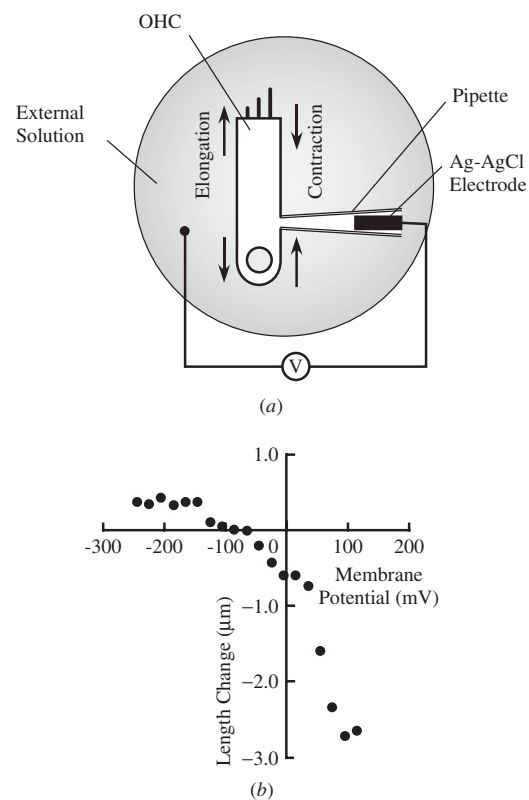 OHC
External
Solution
Elongation
Contraction
Pipette
Ag-AgCl
Electrode
V
(a)
1.0
-300 -200 -100 0 100 200
Membrane
Potential (mV)
−1.0
−2.0
−3.0
Length Change (μm)
(b)